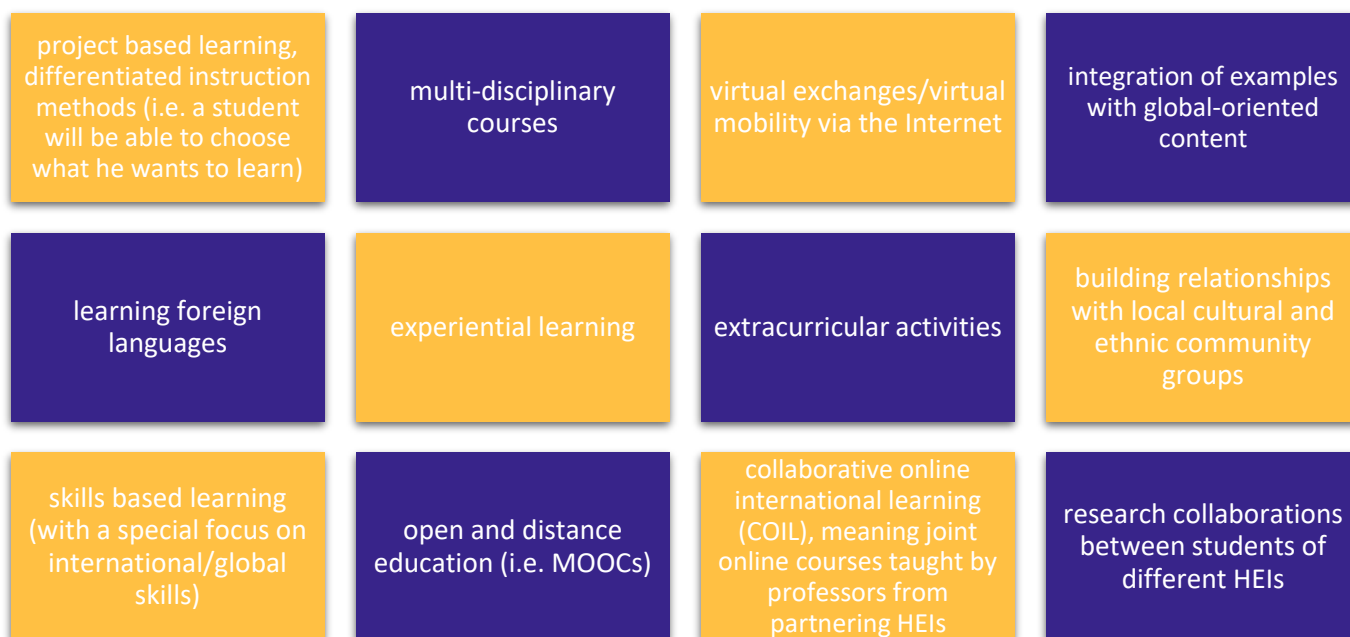 project based learning,
differentiated instruction
methods (i.e. a student
will be able to choose
what he wants to learn)
multi-disciplinary
courses
virtual exchanges/virtual
mobility via the Internet
integration of examples
with global-oriented
content
learning foreign
languages
experiential learning
extracurricular activities
building relationships
with local cultural and
ethnic community
groups
skills based learning
(with a special focus on
international/global
skills)
open and distance
education (i.e. MOOCs)
collaborative online
international learning
(COIL), meaning joint
online courses taught by
professors from
partnering HEIs
research collaborations
between students of
different HEIs